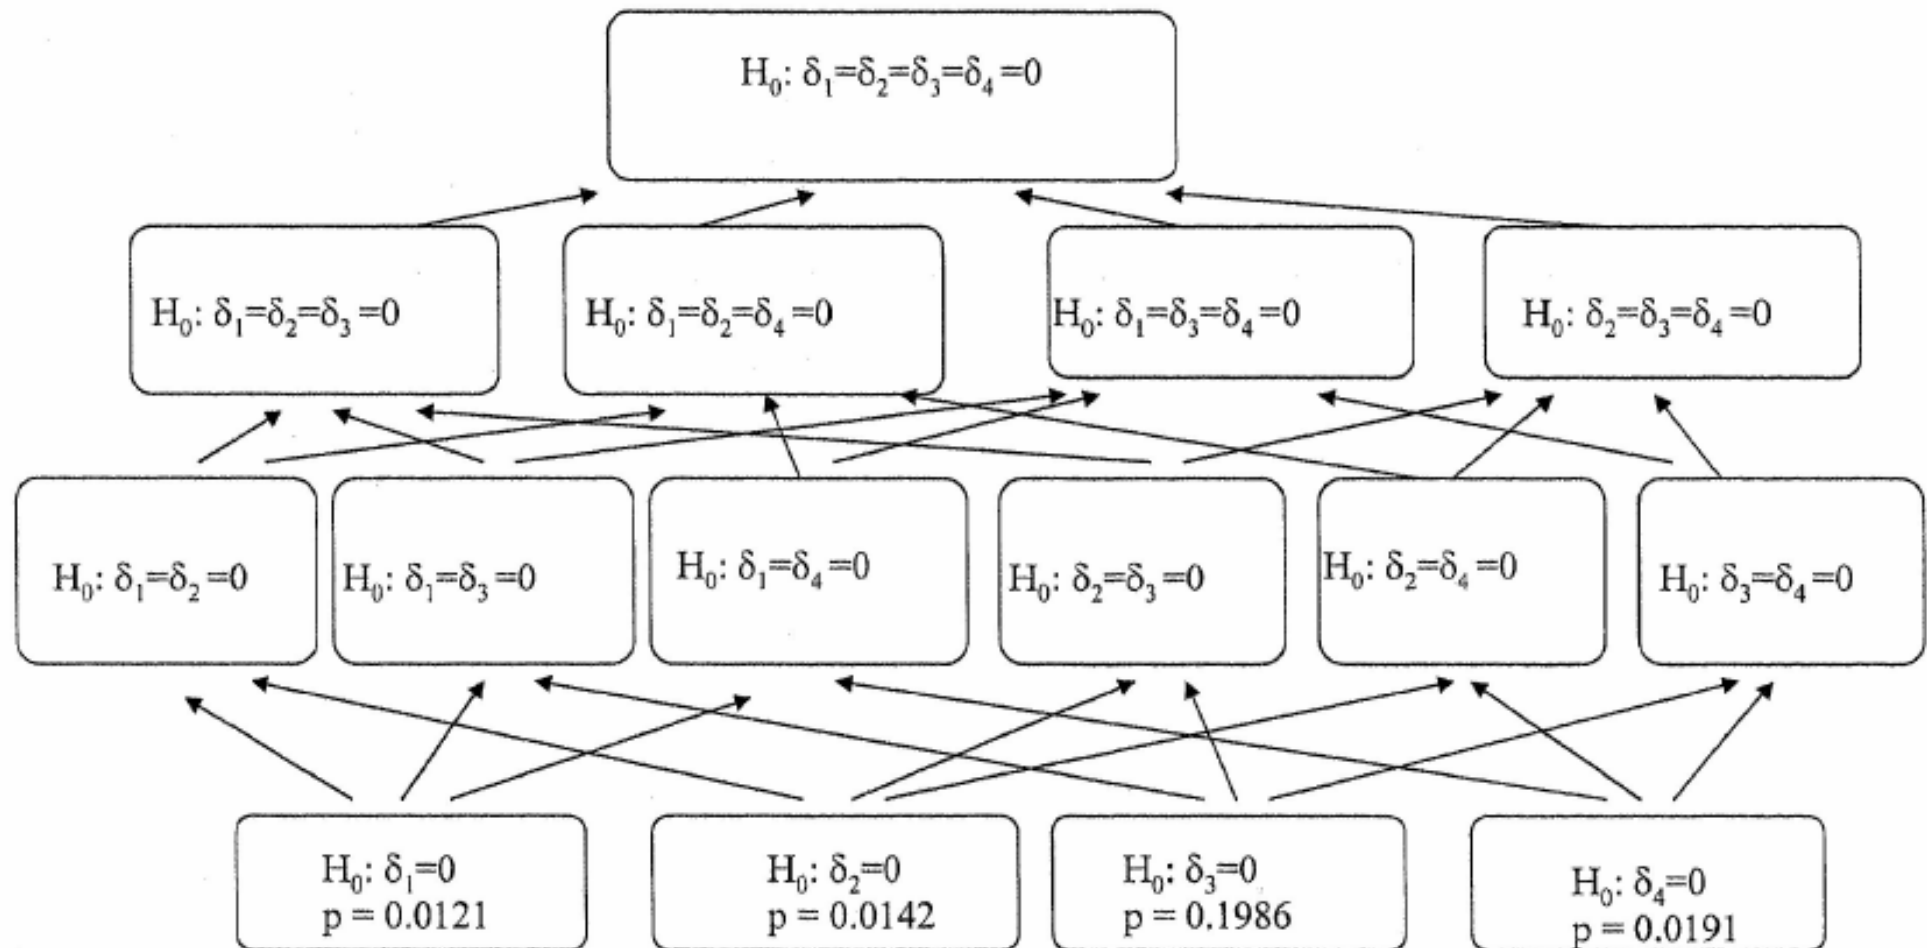 H₀: δ₁=δ₂=δ₃=δ₄ =0
H₀: δ₁=δ₂=δ₃ =0
H₀: δ₁=δ₂=δ₄ =0
H₀: δ₁=δ₃=δ₄ =0
H₀: δ₂=δ₃=δ₄ =0
H₀: δ₁=δ₂ =0
H₀: δ₁=δ₃ =0
H₀: δ₁=δ₄ =0
H₀: δ₂=δ₃ =0
H₀: δ₂=δ₄ =0
H₀: δ₃=δ₄ =0
H₀: δ₁=0
p = 0.0121
H₀: δ₂=0
p = 0.0142
H₀: δ₃=0
p = 0.1986
H₀: δ₄=0
p = 0.0191